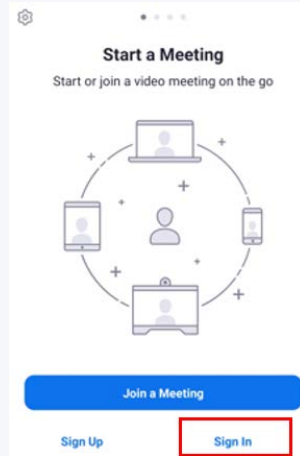 Start a Meeting
Start or join a video meeting on the go
Join a Meeting
Sign Up Sign In